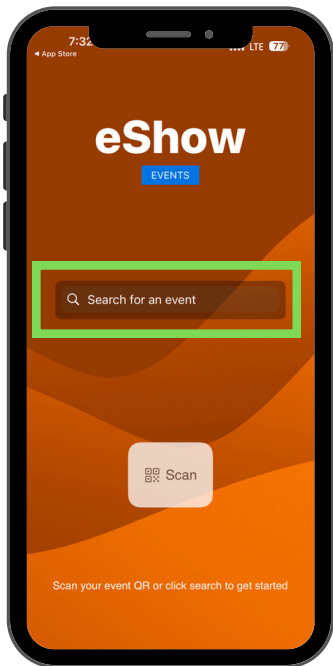 7:32
LTE 77
◀ App Store
eShow
EVENTS
Search for an event
Scan
Scan your event QR or click search to get started